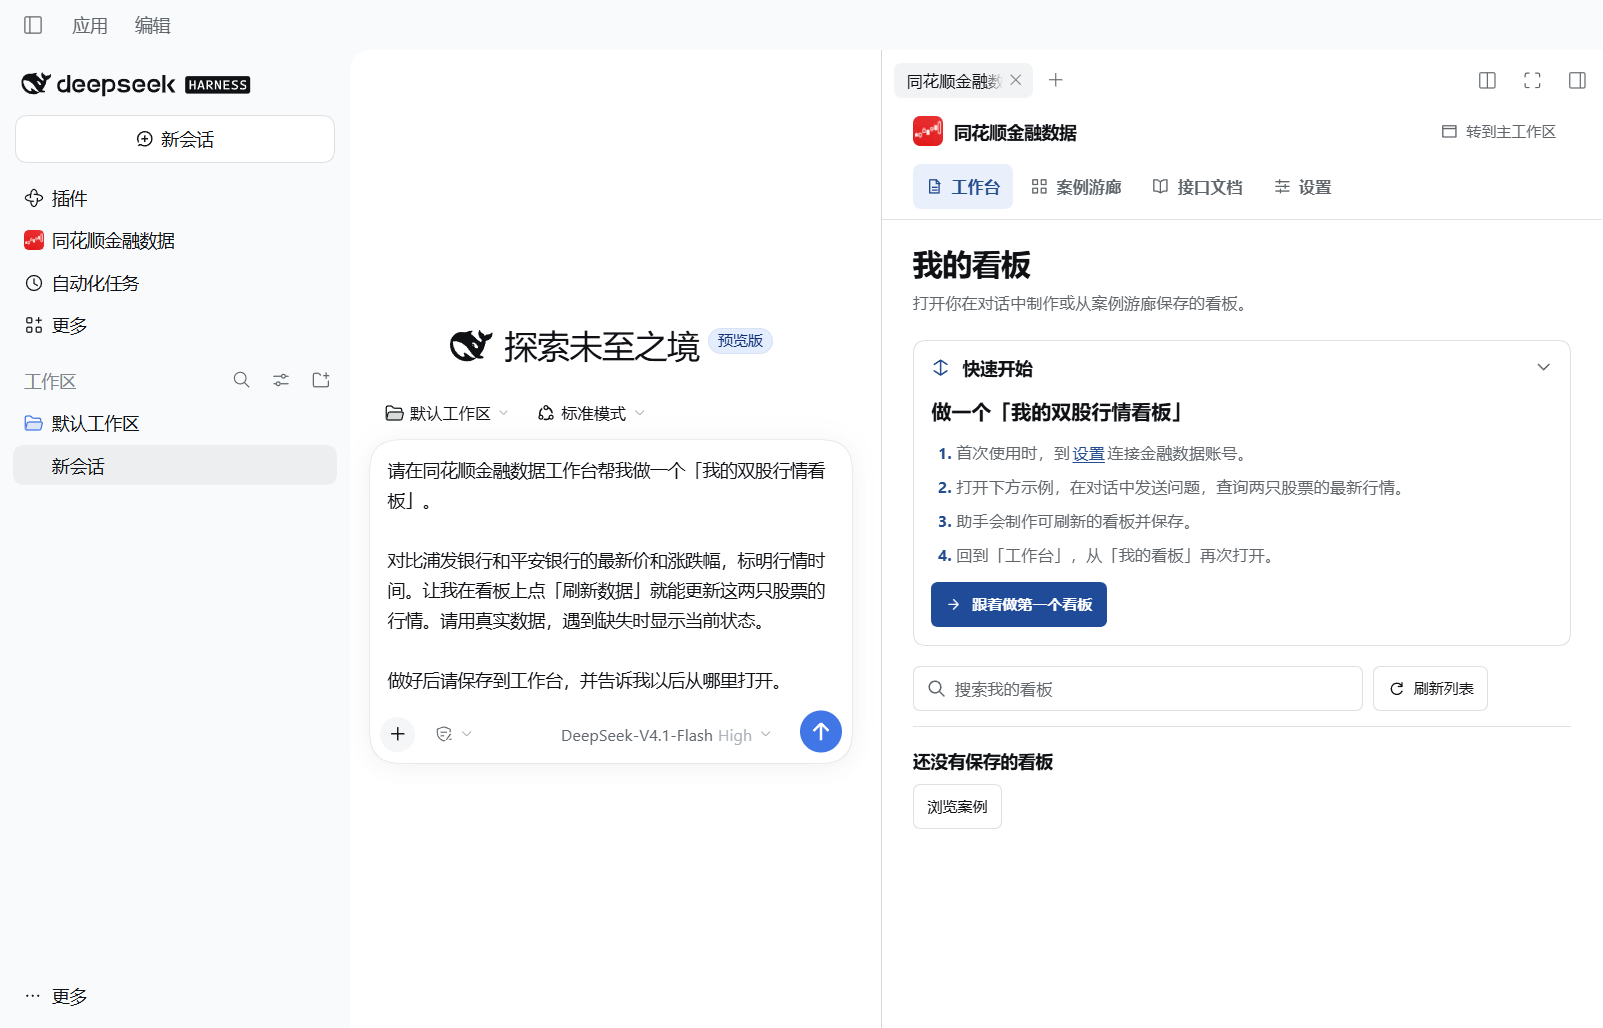 应用 编辑
deepseek HARNESS
新会话
插件
同花顺金融数据
自动化任务
更多
工作区
默认工作区
新会话
更多
探索未至之境 预览版
默认工作区 标准模式
请在同花顺金融数据工作台帮我做一个「我的双股行情看
板」。
对比浦发银行和平安银行的最新价和涨跌幅，标明行情时
间。让我在看板上点「刷新数据」就能更新这两只股票的
行情。请用真实数据，遇到缺失时显示当前状态。
做好后请保存到工作台，并告诉我以后从哪里打开。
DeepSeek-V4.1-Flash High
同花顺金融数
同花顺金融数据
转到主工作区
工作台 案例游廊 接口文档 设置
我的看板
打开你在对话中制作或从案例游廊保存的看板。
快速开始
做一个「我的双股行情看板」
1. 首次使用时，到 设置 连接金融数据账号。
2. 打开下方示例，在对话中发送问题，查询两只股票的最新行情。
3. 助手会制作可刷新的看板并保存。
4. 回到「工作台」，从「我的看板」再次打开。
跟着做第一个看板
搜索我的看板
刷新列表
还没有保存的看板
浏览案例